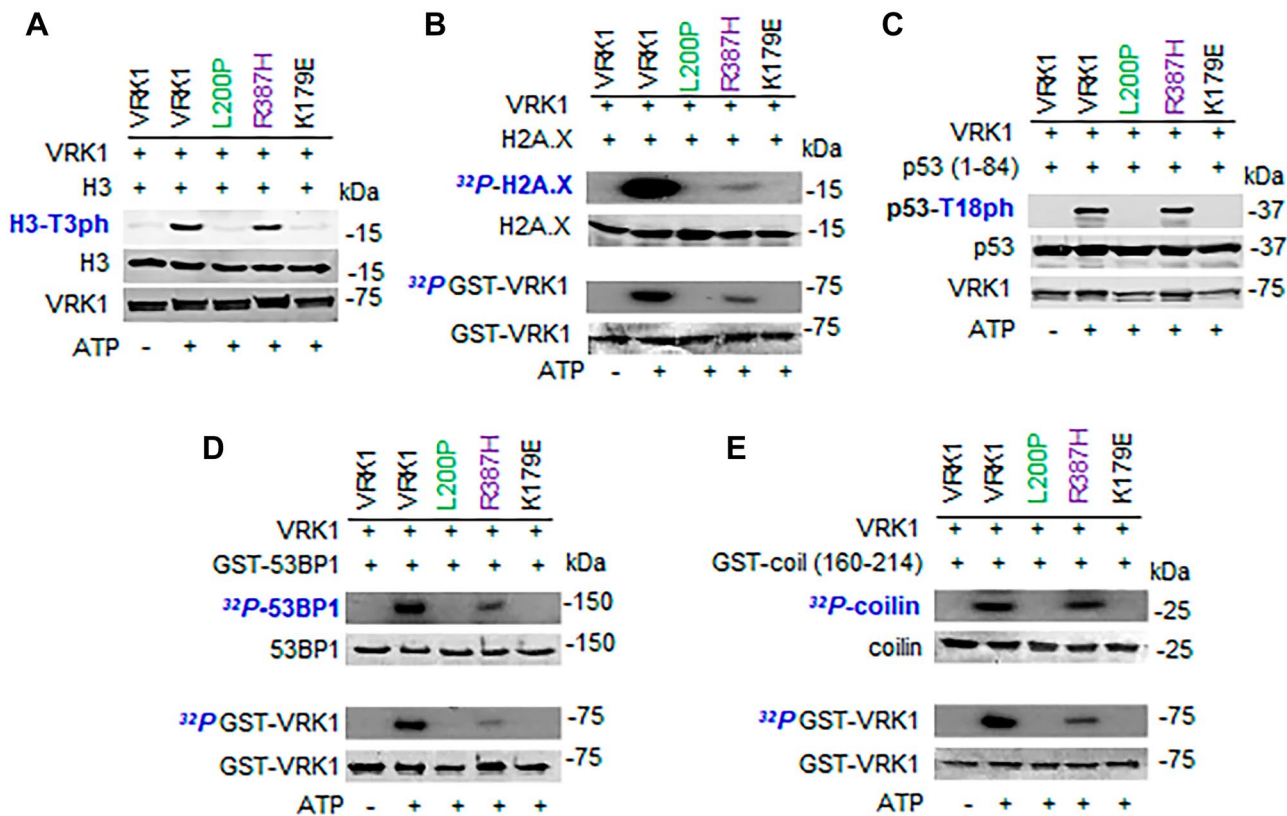 A
VRK1 VRK1 L200P R387H K179E
VRK1 + + + + +
H3 + + + + + kDa
H3-T3ph -15
H3 -15
VRK1 -75
ATP - + + + +
B
VRK1 VRK1 L200P R387H K179E
VRK1 + + + + +
H2A.X + + + + + kDa
32P-H2A.X -15
H2A.X -15
32P GST-VRK1 -75
GST-VRK1 -75
ATP - + + + +
C
VRK1 VRK1 L200P R387H K179E
VRK1 + + + + + kDa
p53 (1-84) + + + + +
p53-T18ph -37
p53 -37
VRK1 -75
ATP - + + + +
D
VRK1 VRK1 L200P R387H K179E
VRK1 + + + + +
GST-53BP1 + + + + + kDa
32P-53BP1 -150
53BP1 -150
32P GST-VRK1 -75
GST-VRK1 -75
ATP - + + + +
E
VRK1 VRK1 L200P R387H K179E
VRK1 + + + + +
GST-coil (160-214) + + + + + kDa
32P-coilin -25
coilin -25
32P GST-VRK1 -75
GST-VRK1 -75
ATP - + + + +